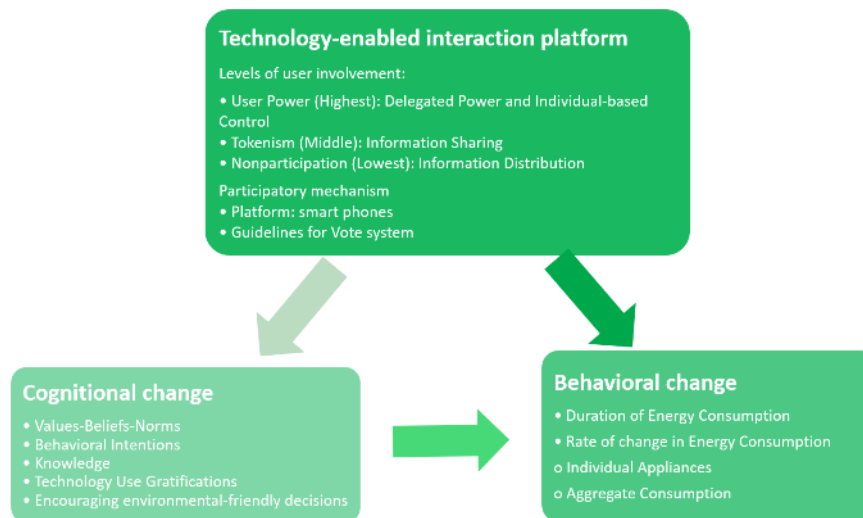 Technology-enabled interaction platform
Levels of user involvement:
• User Power (Highest): Delegated Power and Individual-based
Control
• Tokenism (Middle): Information Sharing
• Nonparticipation (Lowest): Information Distribution
Participatory mechanism
• Platform: smart phones
• Guidelines for Vote system
Cognitional change
• Values-Beliefs-Norms
• Behavioral Intentions
• Knowledge
• Technology Use Gratifications
• Encouraging environmental-friendly decisions
Behavioral change
• Duration of Energy Consumption
• Rate of change in Energy Consumption
o Individual Appliances
o Aggregate Consumption